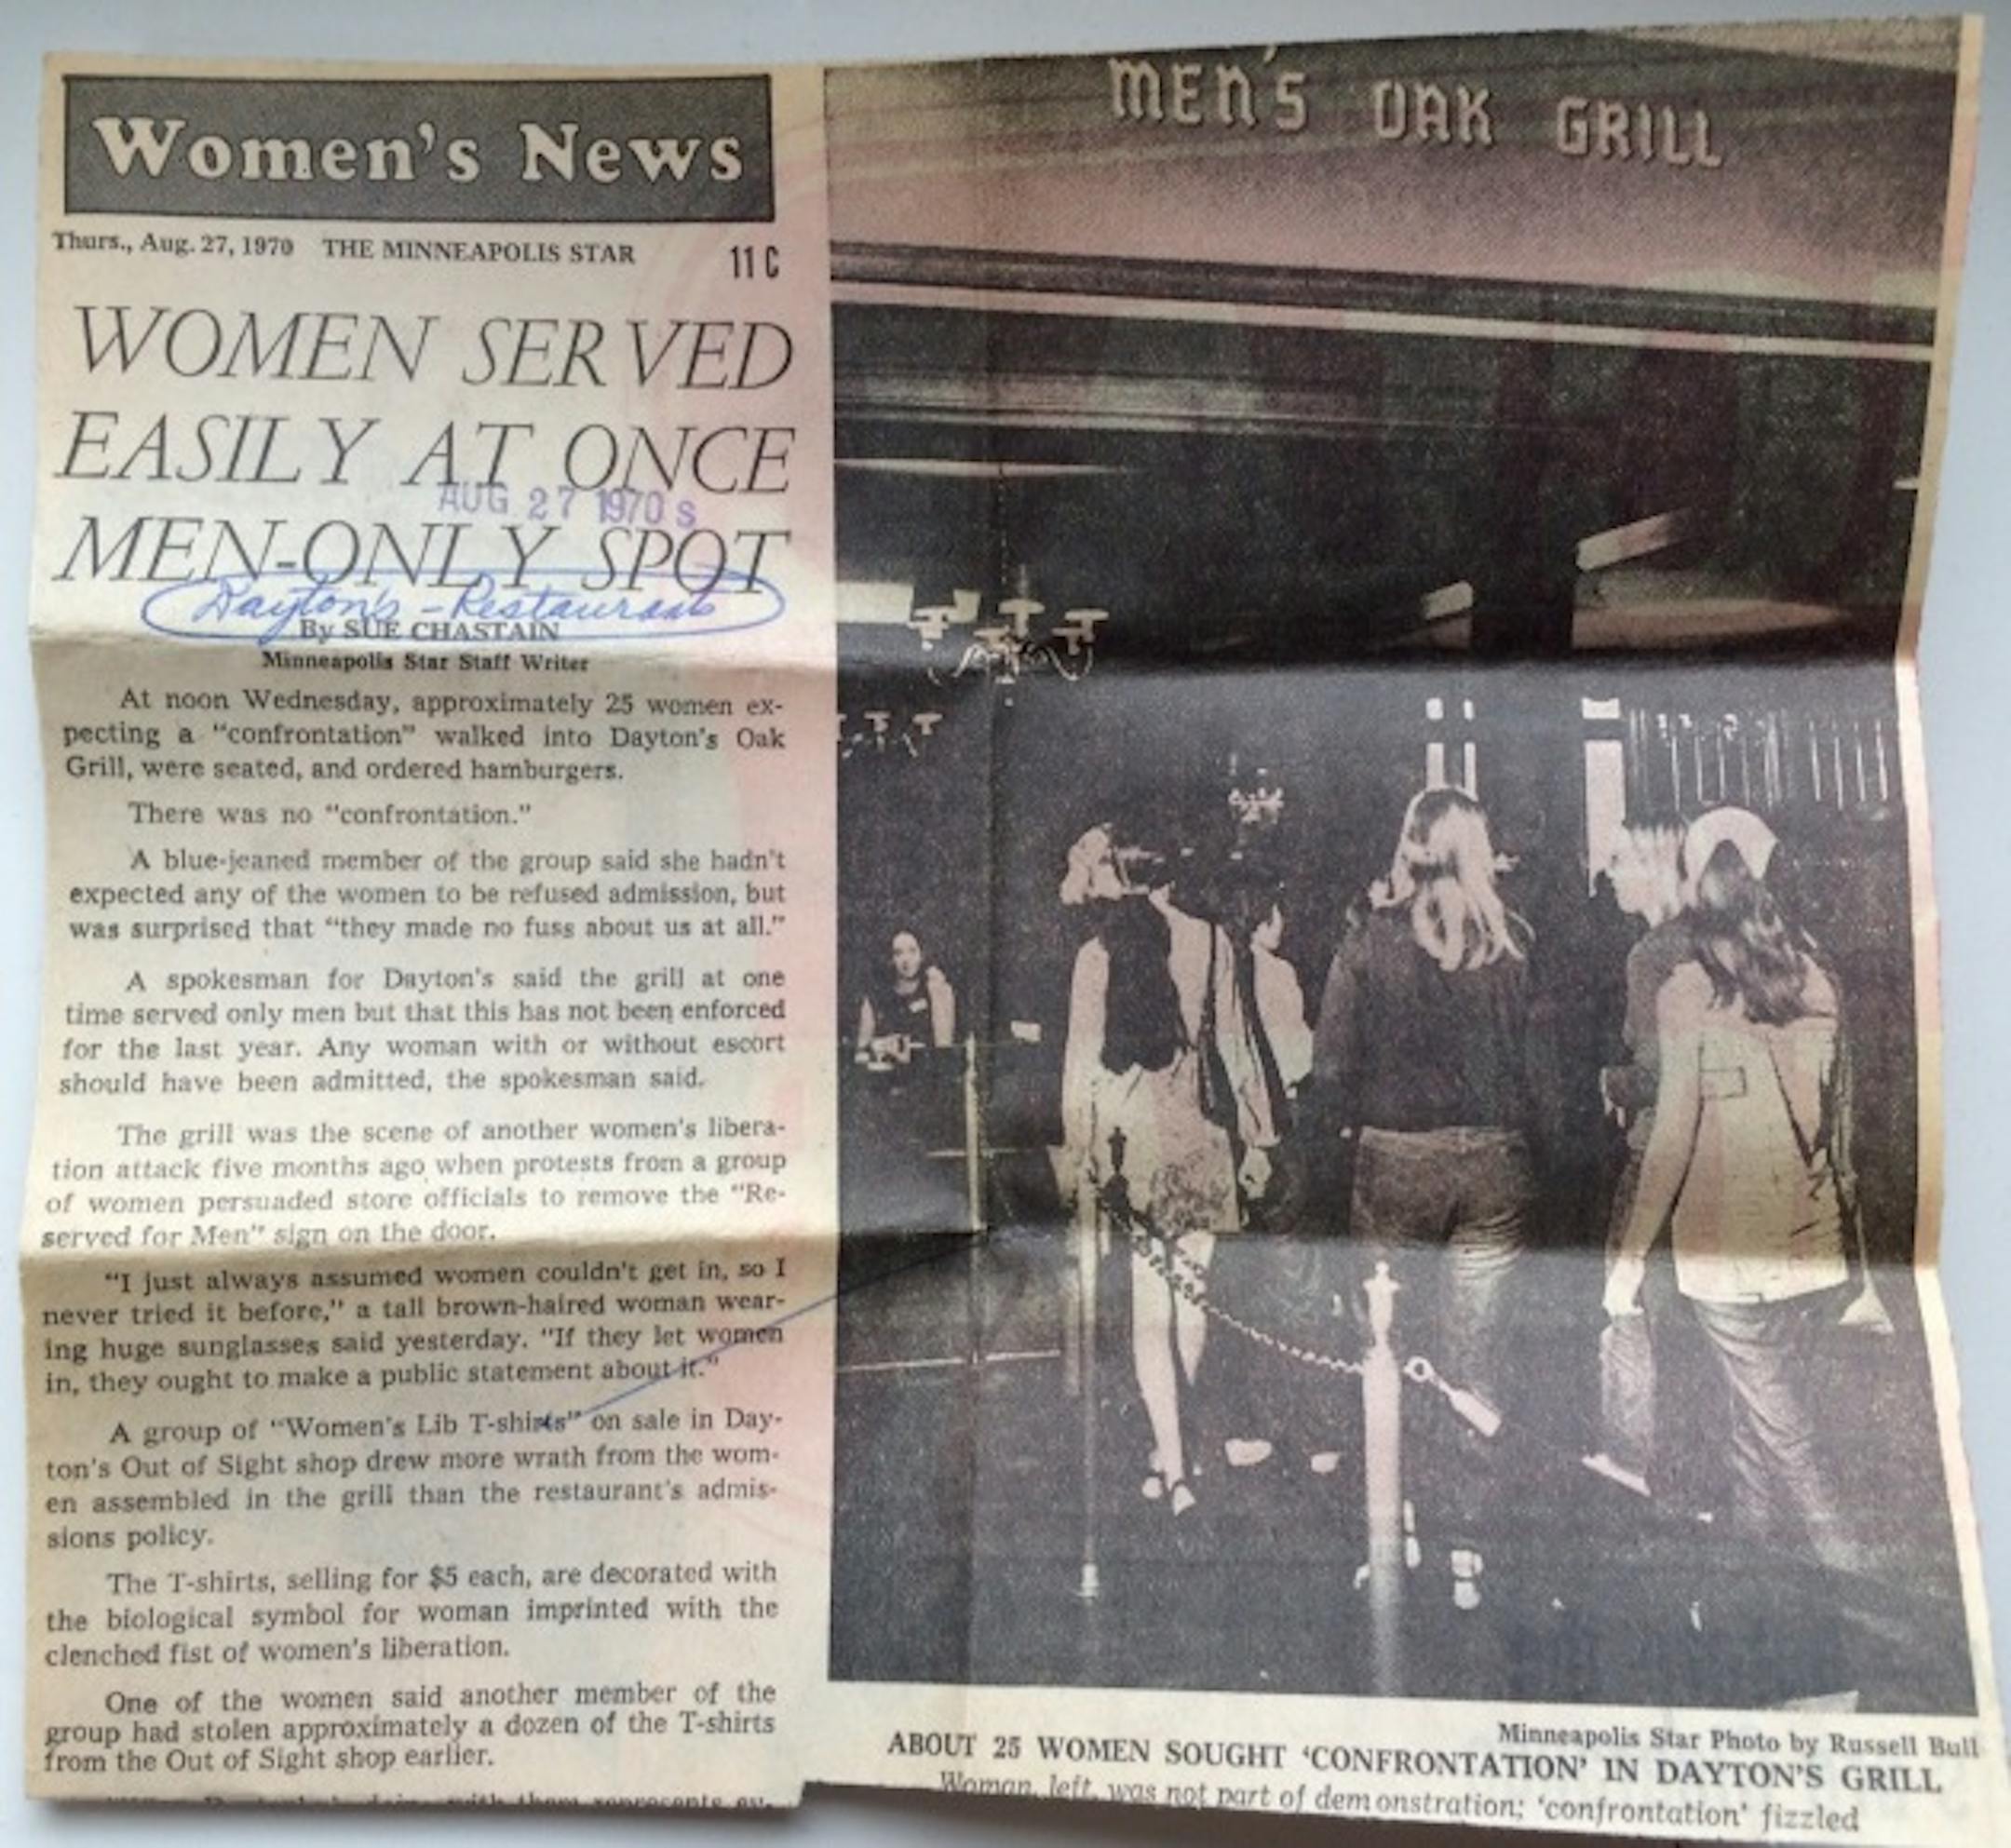 Women's News
Thurs., Aug. 27, 1970 THE MINNEAPOLIS STAR 11 C
WOMEN SERVED
EASILY AT ONCE
AUG 27 1970 S
MEN-ONLY SPOT
Dayton's - Restaurants
By SUE CHASTAIN
Minneapolis Star Staff Writer
At noon Wednesday, approximately 25 women ex-
pecting a "confrontation" walked into Dayton's Oak
Grill, were seated, and ordered hamburgers.
There was no "confrontation."
A blue-jeaned member of the group said she hadn't
expected any of the women to be refused admission, but
was surprised that "they made no fuss about us at all."
A spokesman for Dayton's said the grill at one
time served only men but that this has not been enforced
for the last year. Any woman with or without escort
should have been admitted, the spokesman said.
The grill was the scene of another women's libera-
tion attack five months ago when protests from a group
of women persuaded store officials to remove the "Re-
served for Men" sign on the door.
"I just always assumed women couldn't get in, so I
never tried it before," a tall brown-haired woman wear-
ing huge sunglasses said yesterday. "If they let women
in, they ought to make a public statement about it."
A group of "Women's Lib T-shirts" on sale in Day-
ton's Out of Sight shop drew more wrath from the wom-
en assembled in the grill than the restaurant's admis-
sions policy.
The T-shirts, selling for $5 each, are decorated with
the biological symbol for woman imprinted with the
clenched fist of women's liberation.
One of the women said another member of the
group had stolen approximately a dozen of the T-shirts
from the Out of Sight shop earlier.
with them represents
MEN'S OAK GRILL
Minneapolis Star Photo by Russell Bull
ABOUT 25 WOMEN SOUGHT 'CONFRONTATION' IN DAYTON'S GRILL
Woman, left, was not part of demonstration; 'confrontation' fizzled